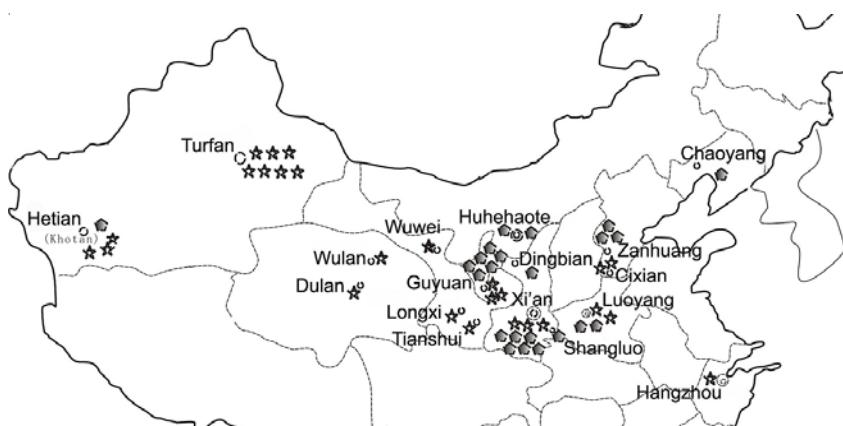 Turfan
Chaoyang
Hetian
(Khotan)
Wuwei
Huhehaote
Wulan
Dingbian
Zanhuang
Dulan
Guyuan
Cixian
Longxi
Xi'an
Luoyang
Tianshui
Shangluo
Hangzhou